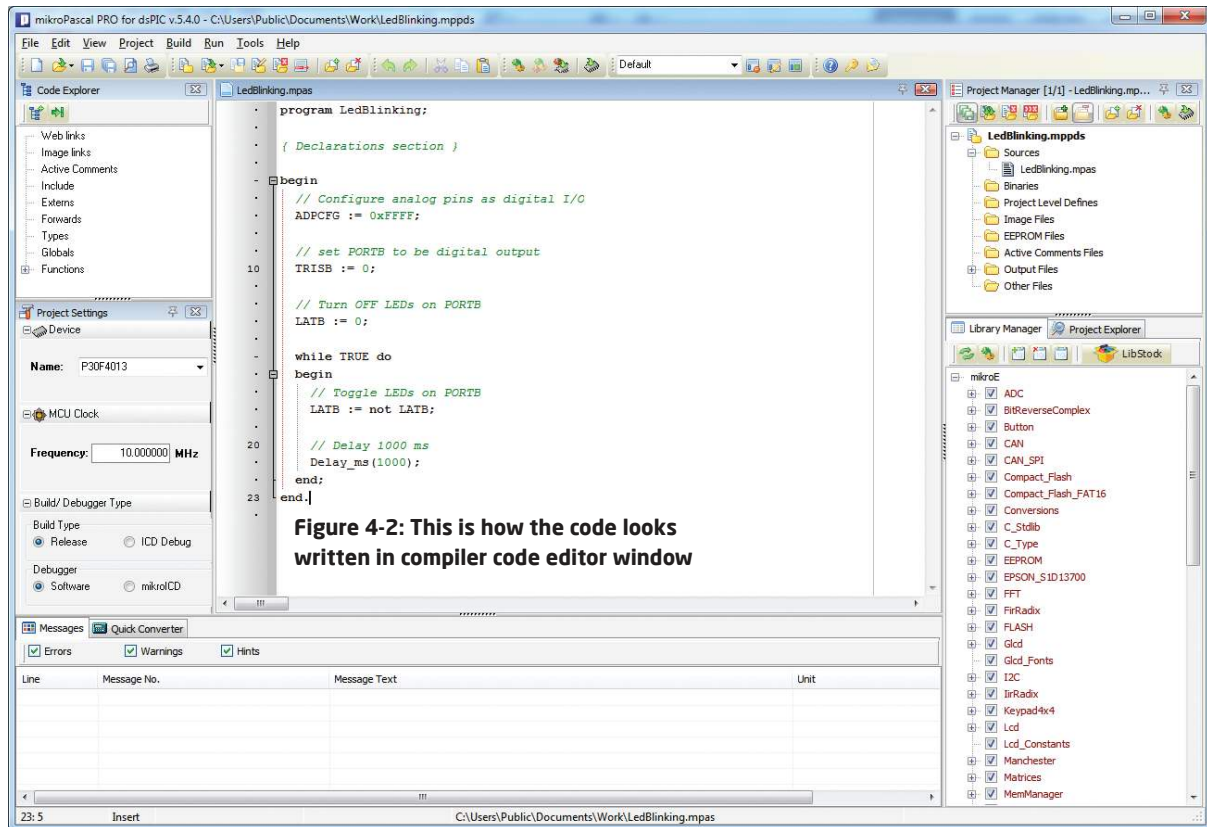 mikroPascal PRO for dsPIC v.5.4.0 - C:\Users\Public\Documents\Work\LedBlinking.mppds
File Edit View Project Build Run Tools Help
Default
Code Explorer
Web links
Image links
Active Comments
Include
Externs
Forwards
Types
Globals
Functions
Project Settings
Device
Name: P30F4013
MCU Clock
Frequency: 10.000000 MHz
Build/ Debugger Type
Build Type
Release ICD Debug
Debugger
Software mikroICD
LedBlinking.mpas
program LedBlinking;
{ Declarations section }
begin
// Configure analog pins as digital I/O
ADPCFG := 0xFFFF;
// set PORTB to be digital output
10 TRISB := 0;
// Turn OFF LEDs on PORTB
LATB := 0;
while TRUE do
begin
// Toggle LEDs on PORTB
LATB := not LATB;
20 // Delay 1000 ms
Delay_ms(1000);
end;
23 end.
Figure 4-2: This is how the code looks
written in compiler code editor window
Project Manager [1/1] - LedBlinking.mp...
LedBlinking.mppds
Sources
LedBlinking.mpas
Binaries
Project Level Defines
Image Files
EEPROM Files
Active Comments Files
Output Files
Other Files
Library Manager Project Explorer
LibStock
mikroE
ADC
BitReverseComplex
Button
CAN
CAN_SPI
Compact_Flash
Compact_Flash_FAT16
Conversions
C_Stdlib
C_Type
EEPROM
EPSON_S1D13700
FFT
FirRadix
FLASH
Glcd
Glcd_Fonts
I2C
IirRadix
Keypad4x4
Lcd
Lcd_Constants
Manchester
Matrices
MemManager
Messages Quick Converter
Errors Warnings Hints
Line Message No. Message Text Unit
23: 5 Insert C:\Users\Public\Documents\Work\LedBlinking.mpas